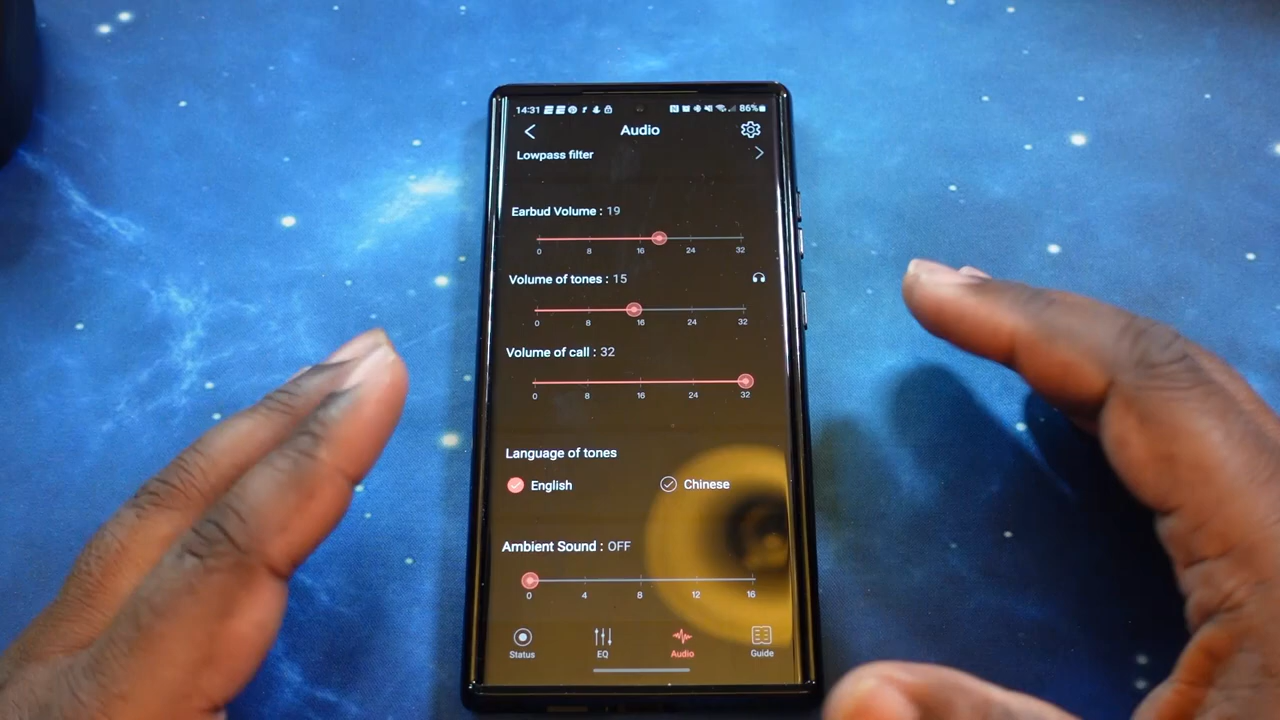 14:31 86%
Audio
Lowpass filter
Earbud Volume : 19
0 8 16 24 32
Volume of tones : 15
0 8 16 24 32
Volume of call : 32
0 8 16 24 32
Language of tones
English Chinese
Ambient Sound : OFF
0 4 8 12 16
Status EQ Audio Guide